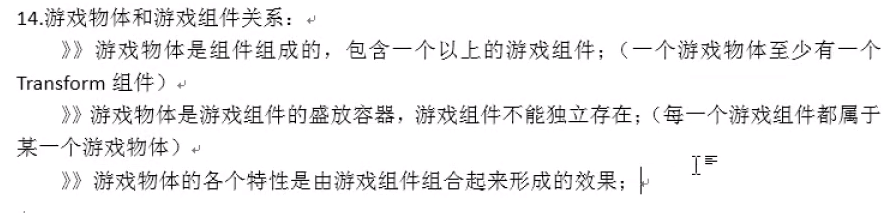 14.游戏物体和游戏组件关系：
》》游戏物体是组件组成的，包含一个以上的游戏组件；（一个游戏物体至少有一个
Transform 组件）
》》游戏物体是游戏组件的盛放容器，游戏组件不能独立存在；（每一个游戏组件都属于
某一个游戏物体）
》》游戏物体的各个特性是由游戏组件组合起来形成的效果；